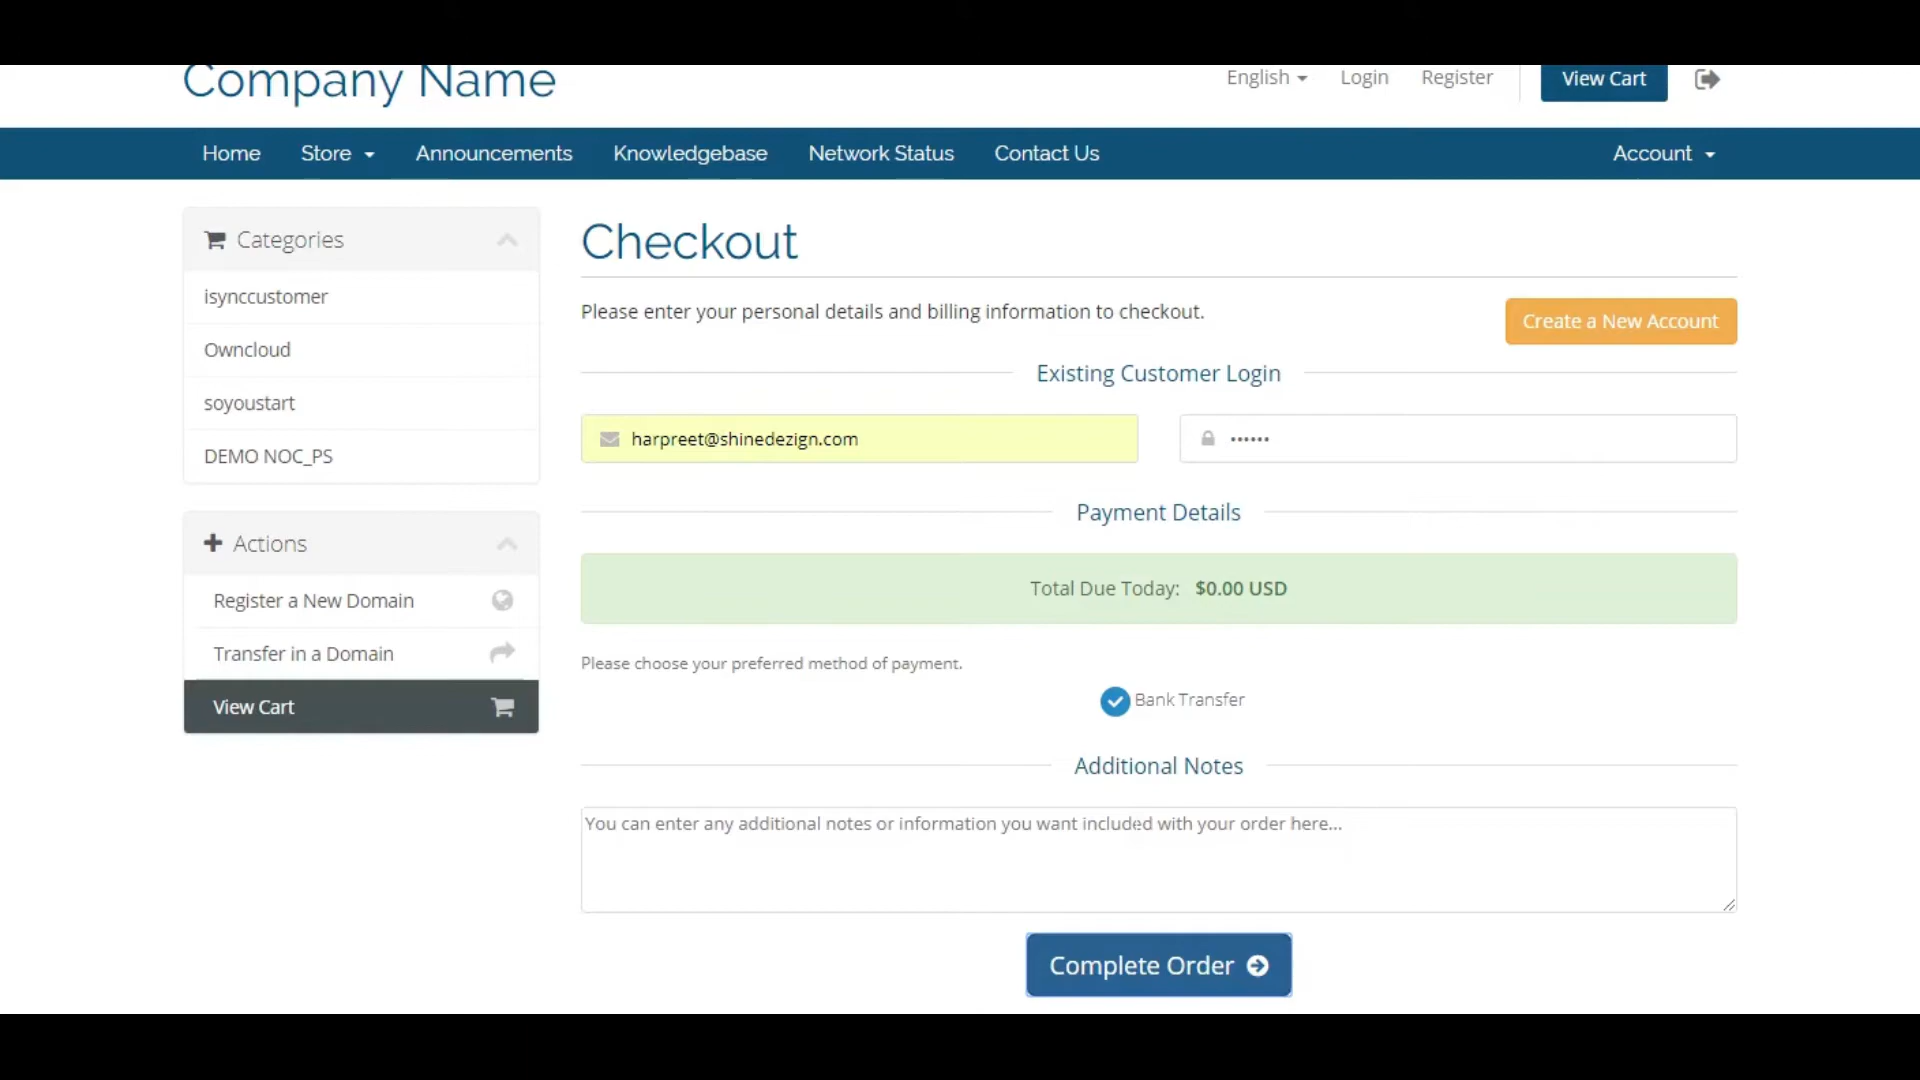 Company Name
English
Login
Register
View Cart
Home
Store
Announcements
Knowledgebase
Network Status
Contact Us
Account
Categories
isynccustomer
Owncloud
soyoustart
DEMO NOC_PS
Actions
Register a New Domain
Transfer in a Domain
View Cart
Checkout
Please enter your personal details and billing information to checkout.
Create a New Account
Existing Customer Login
harpreet@shinedezign.com
••••••
Payment Details
Total Due Today: $0.00 USD
Please choose your preferred method of payment.
Bank Transfer
Additional Notes
You can enter any additional notes or information you want included with your order here...
Complete Order